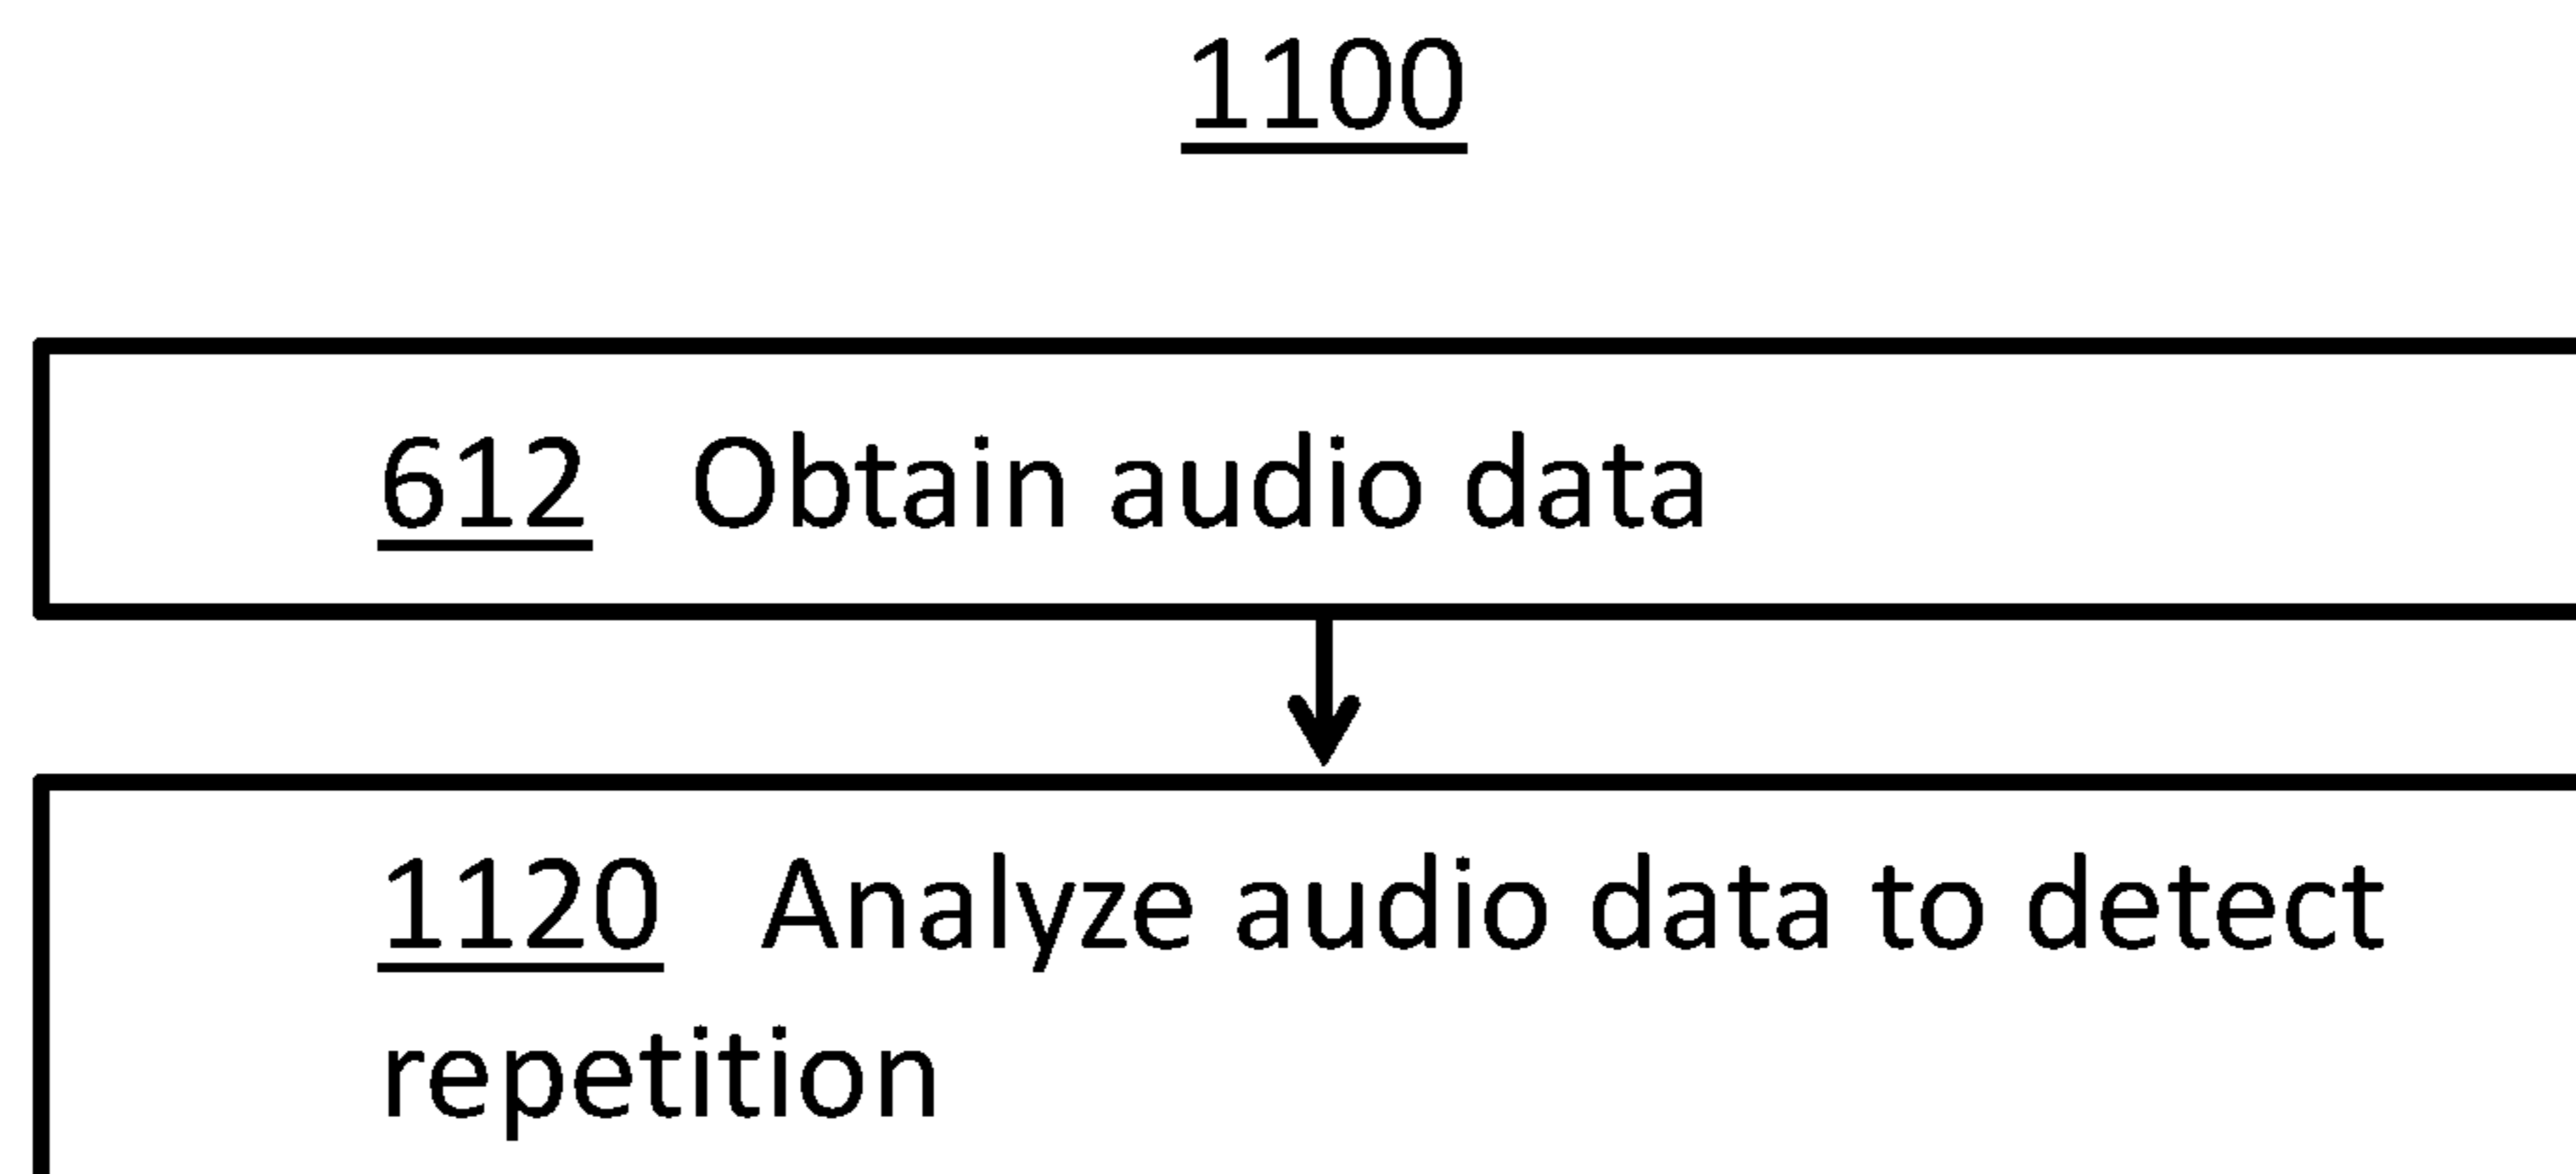 1100
612 Obtain audio data
1120 Analyze audio data to detect
repetition